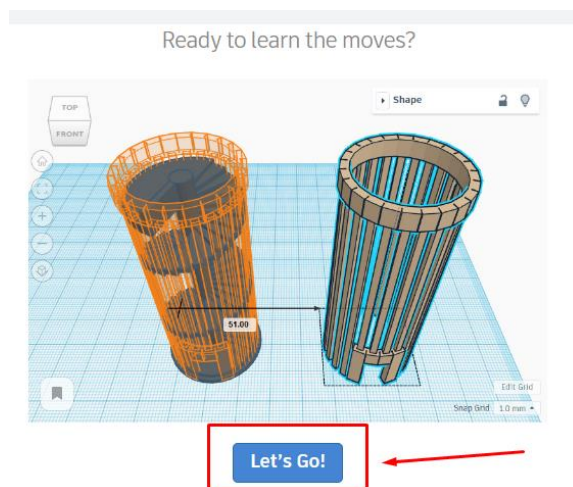 Ready to learn the moves?
TOP
FRONT
Shape
51.00
Edit Grid
Snap Grid 1.0 mm
Let's Go!